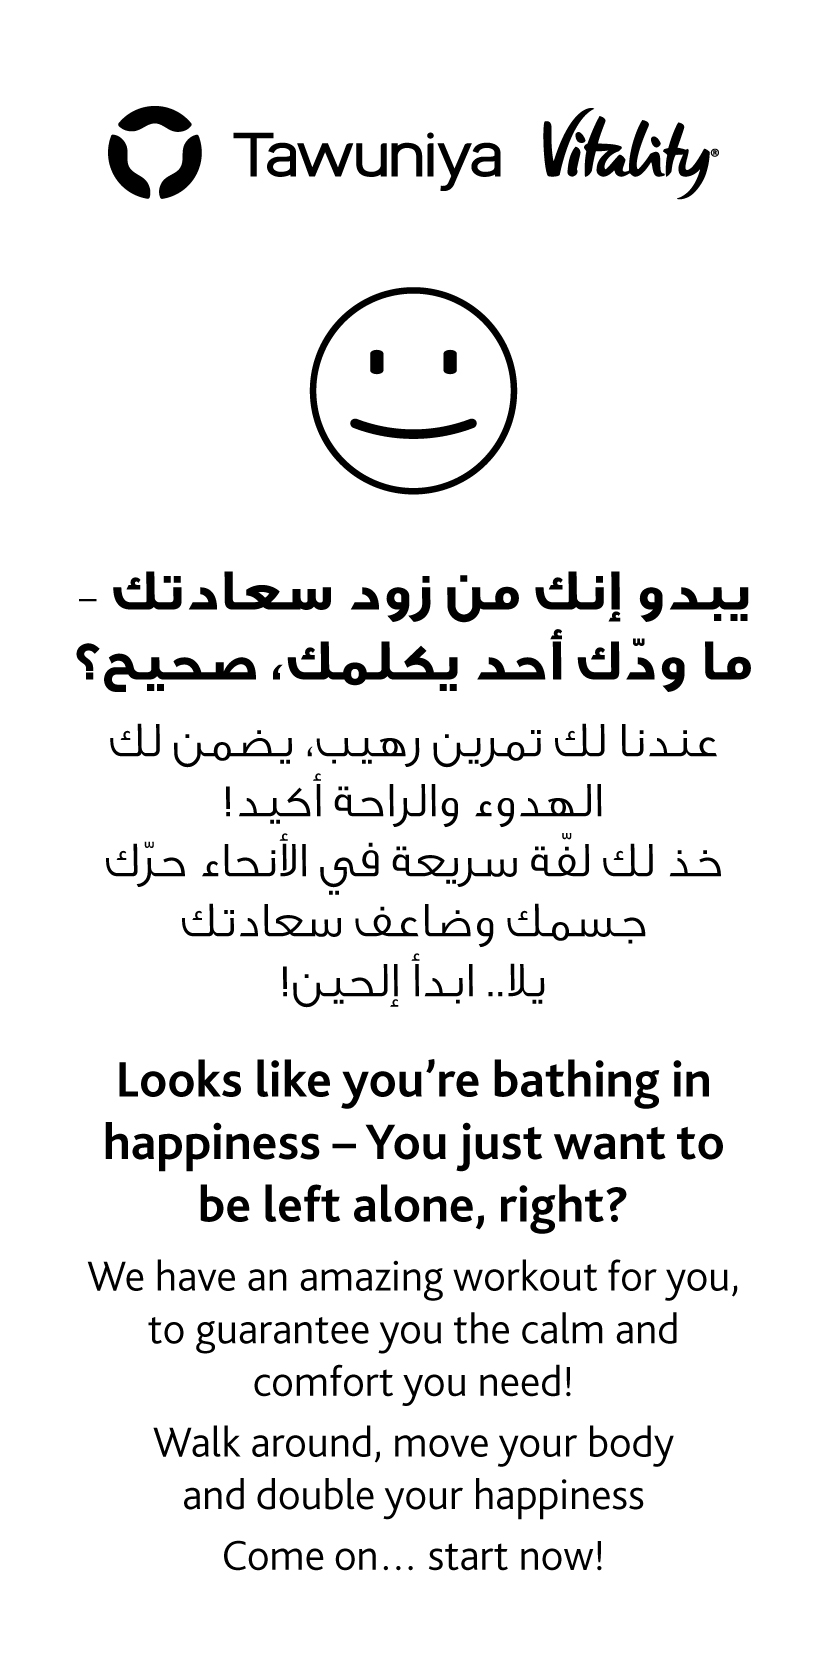 Tawuniya Vitality®
يبدو إنك من زود سعادتك –
ما ودّك أحد يكلمك، صحيح؟
عندنا لك تمرين رهيب، يضمن لك
الهدوء والراحة أكيد!
خذ لك لفّة سريعة في الأنحاء حرّك
جسمك وضاعف سعادتك
يلا.. ابدأ إلحين!
Looks like you’re bathing in
happiness – You just want to
be left alone, right?
We have an amazing workout for you,
to guarantee you the calm and
comfort you need!
Walk around, move your body
and double your happiness
Come on… start now!